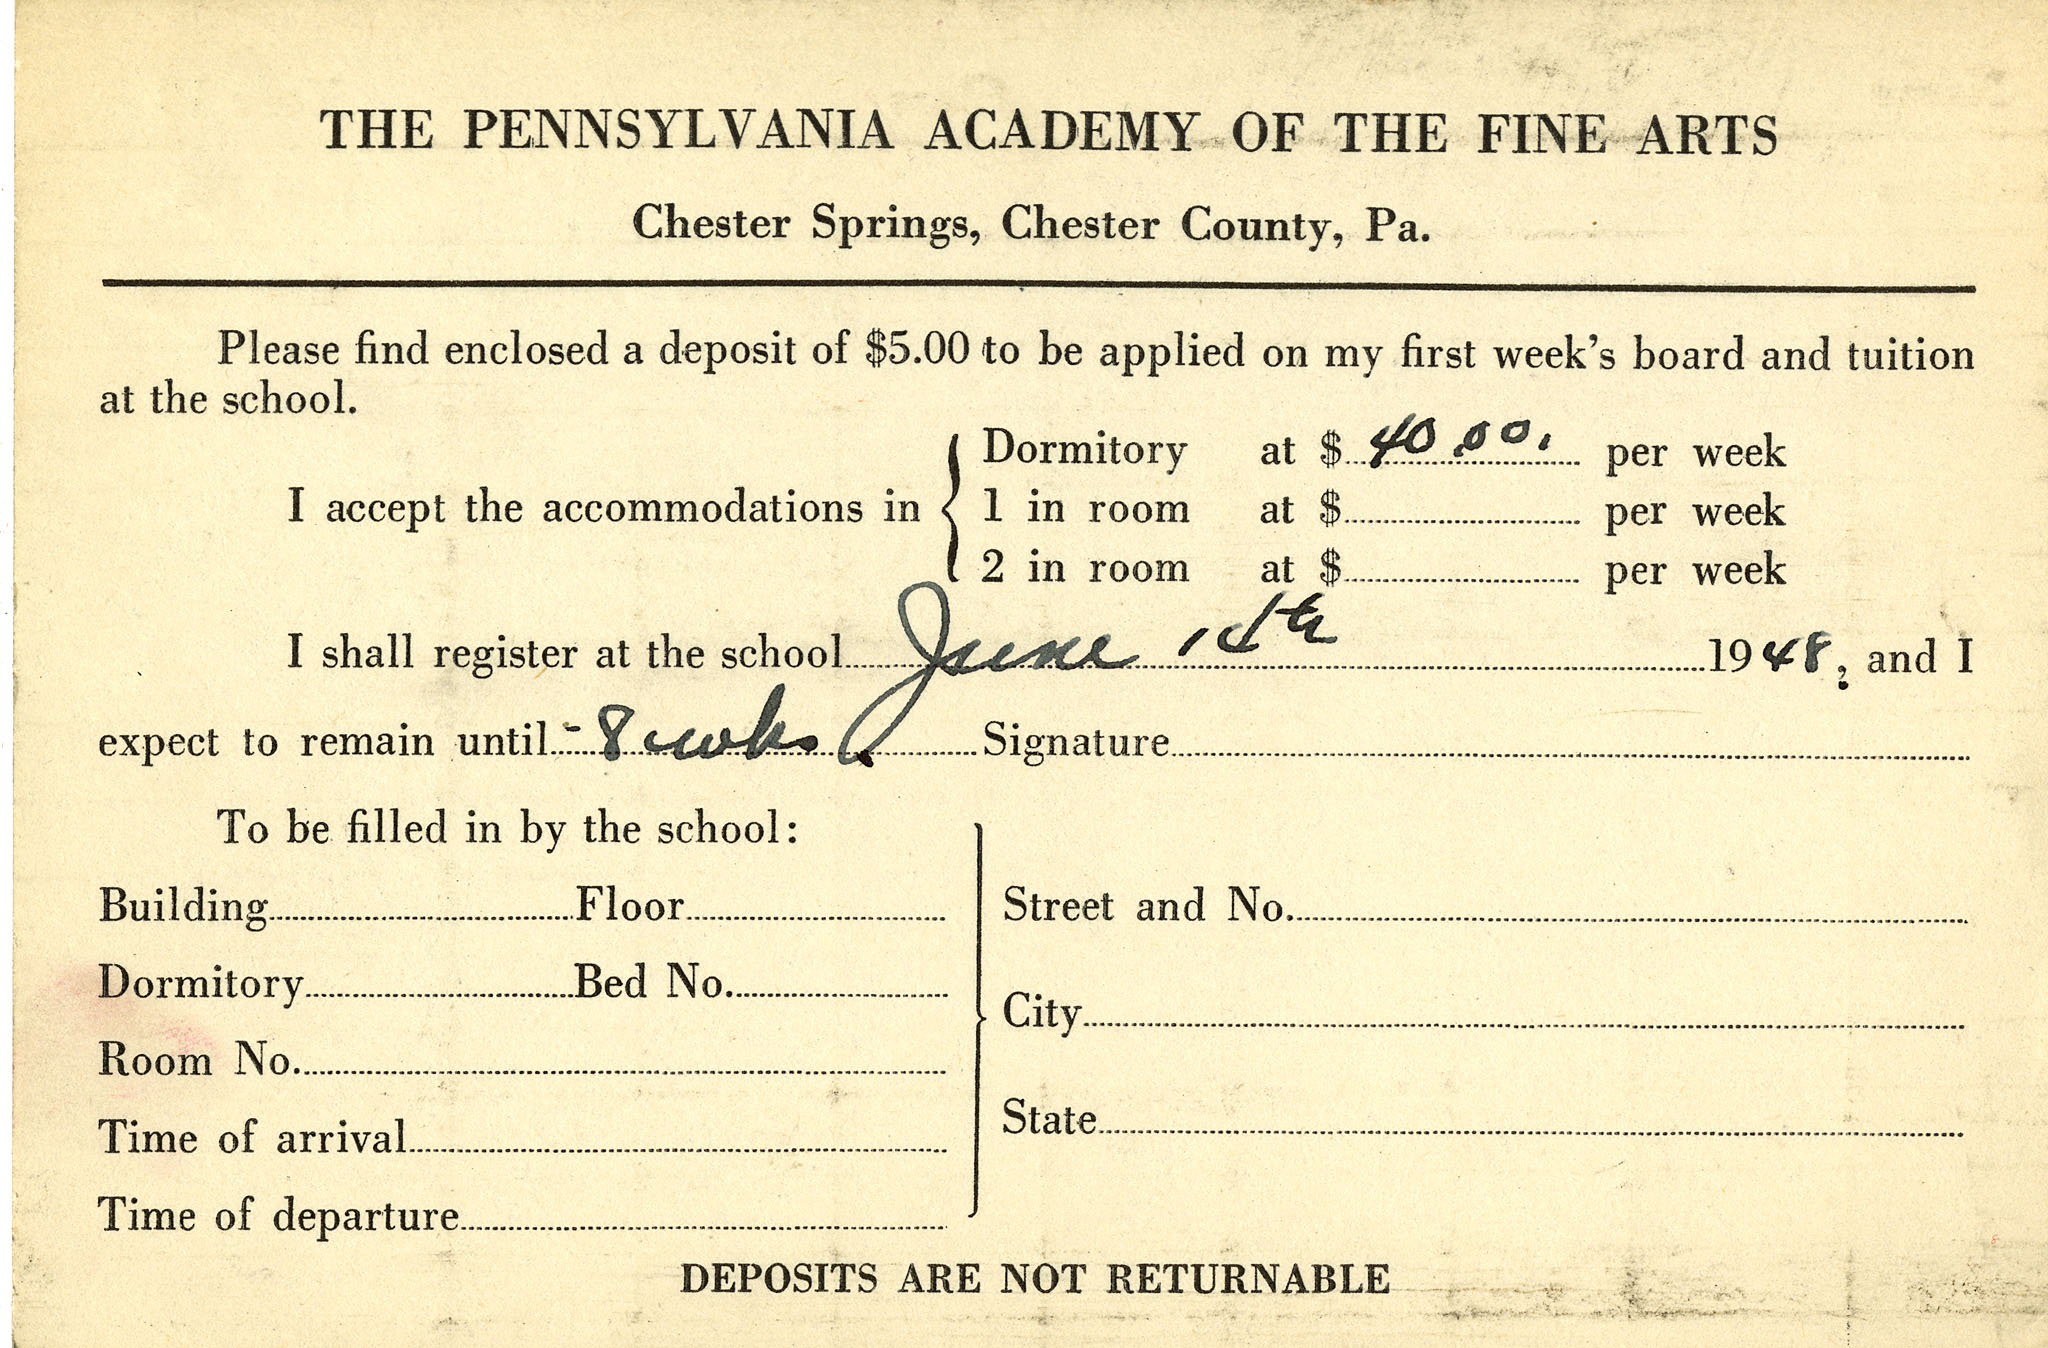 THE PENNSYLVANIA ACADEMY OF THE FINE ARTS
Chester Springs, Chester County, Pa.
Please find enclosed a deposit of $5.00 to be applied on my first week's board and tuition
at the school.
I accept the accommodations in
Dormitory at $ 40.00. per week
1 in room at $ per week
2 in room at $ per week
I shall register at the school June 14th 1948, and I
expect to remain until - 8 wks. Signature
To be filled in by the school:
Building Floor
Dormitory Bed No.
Room No.
Time of arrival
Time of departure
Street and No.
City
State
DEPOSITS ARE NOT RETURNABLE